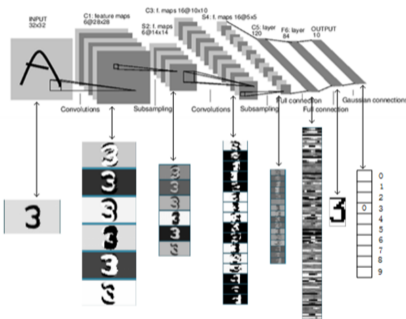 C3: f. maps 16@10x10
INPUT
32x32
C1: feature maps
6@28x28
S2: f. maps
6@14x14
S4: f. maps 16@5x5
C5: layer
120
F6: layer
84
OUTPUT
10
A
Convolutions
Subsampling
Convolutions
Subsampling
Full connection
Full connection
Gaussian connections
3
3
0
1
2
3
4
5
6
7
8
9
0